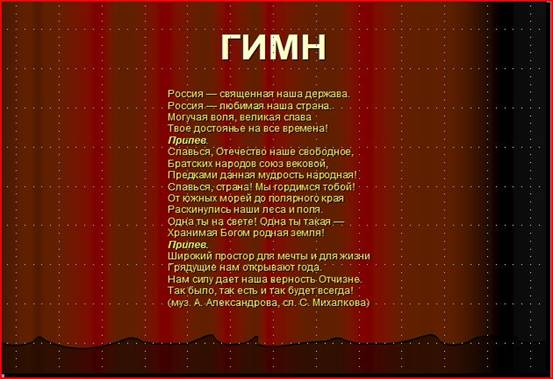 ГИМН
Россия — священная наша держава.
Россия — любимая наша страна.
Могучая воля, великая слава
Твое достоянье на все времена!
Припев.
Славься, Отечество наше свободное,
Братских народов союз вековой,
Предками данная мудрость народная!
Славься, страна! Мы гордимся тобой!
От южных морей до полярного края
Раскинулись наши леса и поля.
Одна ты на свете! Одна ты такая —
Хранимая Богом родная земля!
Припев.
Широкий простор для мечты и для жизни
Грядущие нам открывают года.
Нам силу дает наша верность Отчизне.
Так было, так есть и так будет всегда!
(муз. А. Александрова, сл. С. Михалкова)